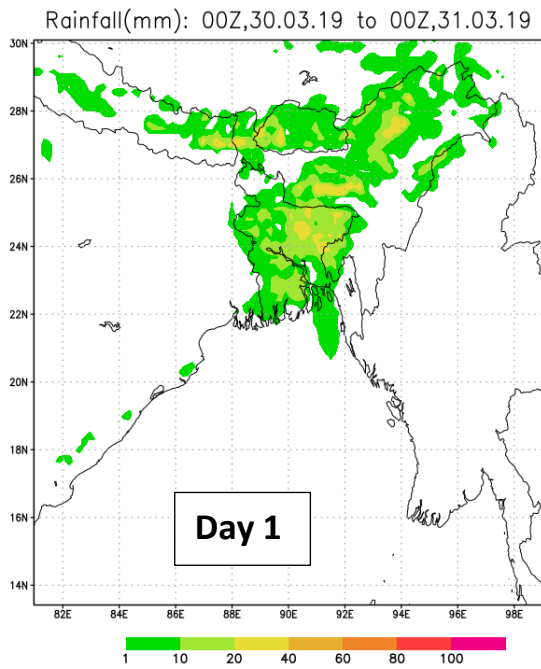 Rainfall(mm): 00Z,30.03.19 to 00Z,31.03.19
30N
28N
26N
24N
22N
20N
18N
16N
14N
Day 1
82E 84E 86E 88E 90E 92E 94E 96E 98E
1 10 20 40 60 80 100